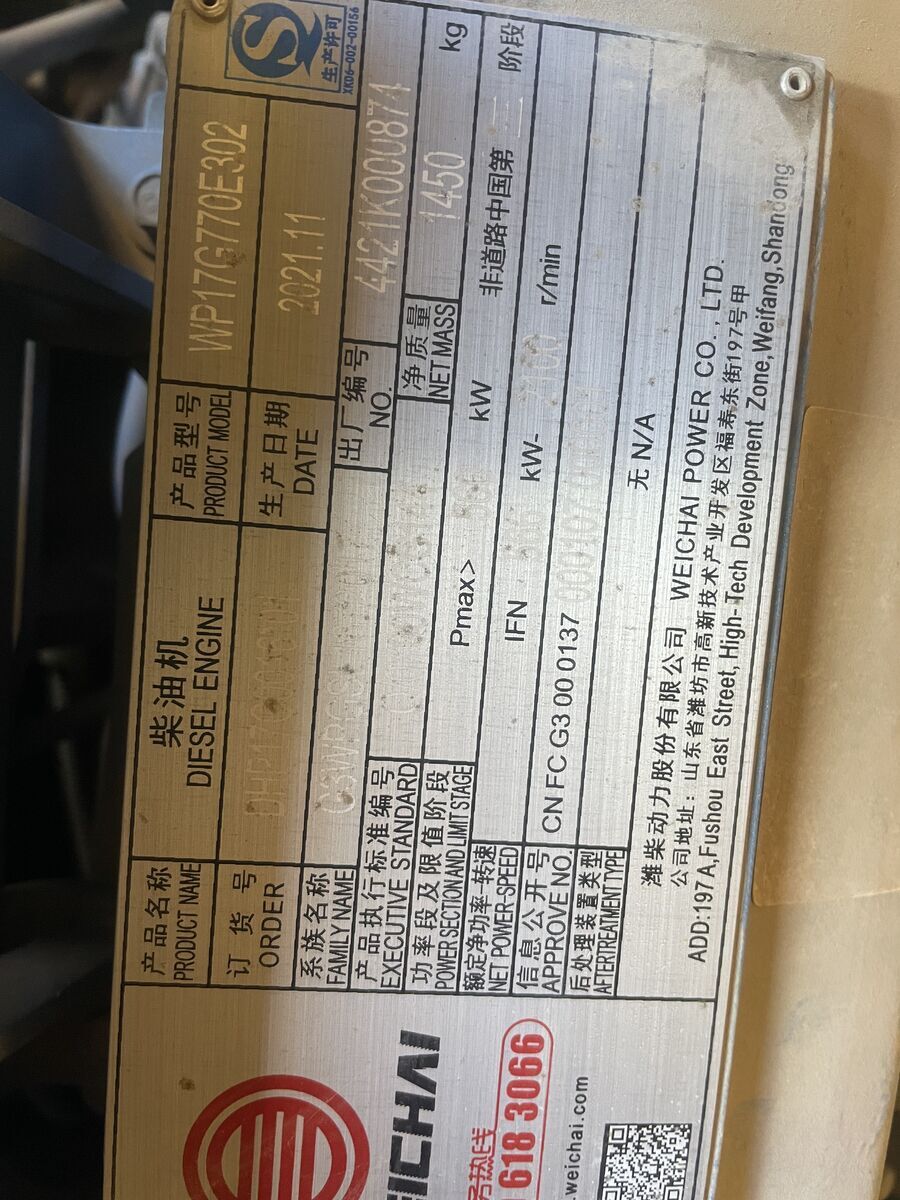 生产许可
XK06-002-00156
产品名称
PRODUCT NAME
柴油机
DIESEL ENGINE
产品型号
PRODUCT MODEL
WP17G770E302
订货号
ORDER
生产日期
DATE
2021.11
系族名称
FAMILY NAME
出厂编号
NO.
4421K000874
产品执行标准编号
EXECUTIVE STANDARD
净质量
NET MASS
1450 kg
功率段及限值阶段
POWER SECTION AND LIMIT STAGE
Pmax> kW 非道路中国第三阶段
额定净功率-转速
NET POWER-SPEED
IFN kW- r/min
信息公开号
APPROVE NO.
CN FC G3 00 0137
后处理装置类型
AFTERTREATMENT TYPE
无 N/A
潍柴动力股份有限公司 WEICHAI POWER CO., LTD.
公司地址: 山东省潍坊市高新技术产业开发区福寿东街197号甲
ADD:197A,Fushou East Street, High-Tech Development Zone,Weifang,Shandong
EICHAI
热线
618 3066
.weichai.com